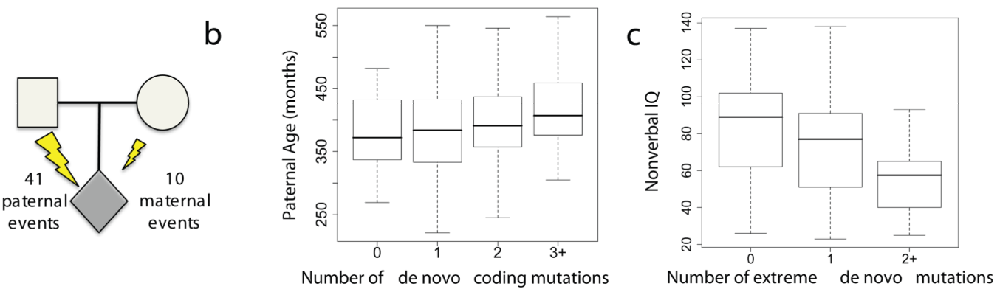 41
paternal
events
10
maternal
events
b
Paternal Age (months)
550
450
350
250
0 1 2 3+
Number of de novo coding mutations
c
Nonverbal IQ
140
120
100
80
60
40
20
0 1 2+
Number of extreme de novo mutations